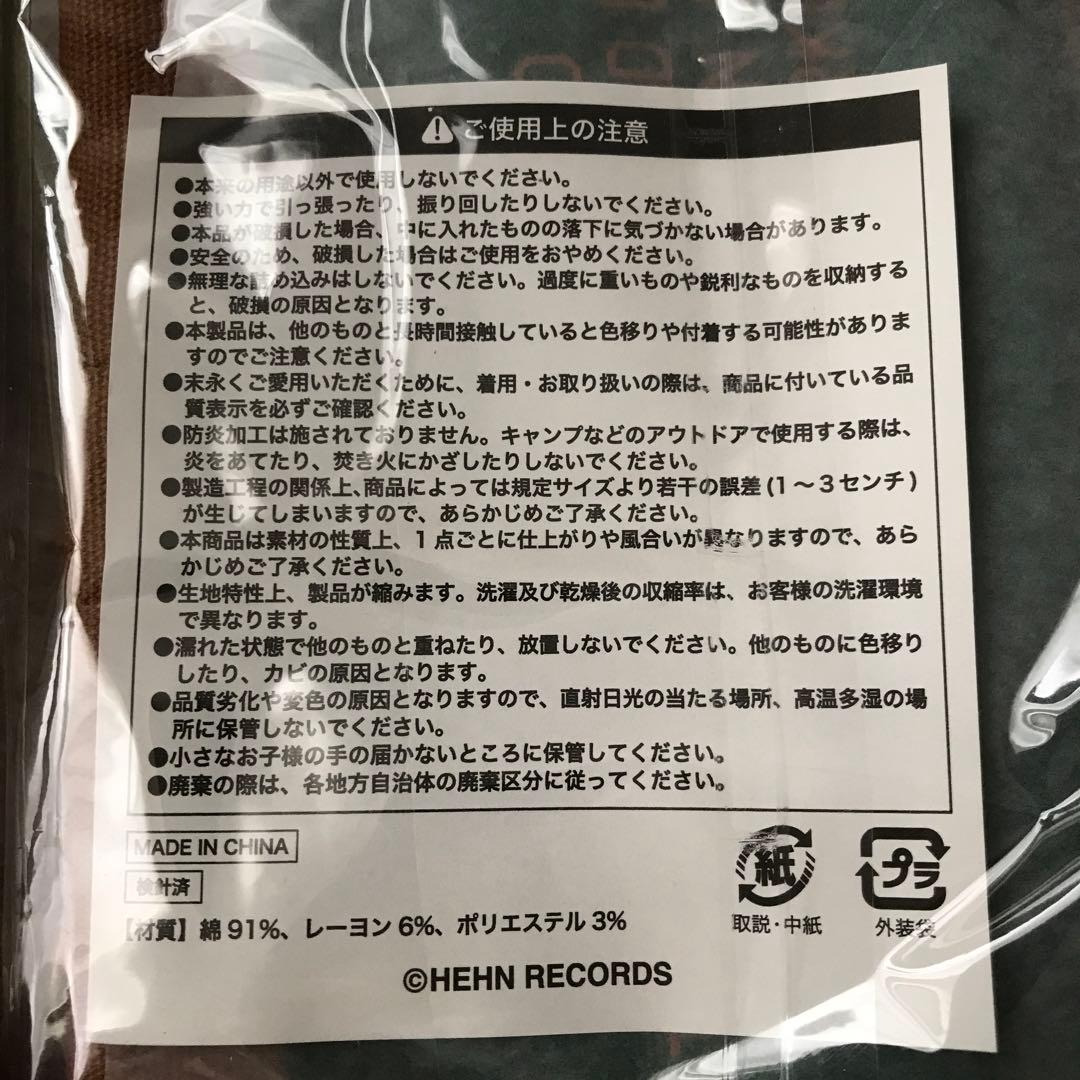 ご使用上の注意
●本来の用途以外で使用しないでください。
●強い力で引っ張ったり、振り回したりしないでください。
●本品が破損した場合、中に入れたものの落下に気づかない場合があります。
●安全のため、破損した場合はご使用をおやめください。
●無理な詰め込みはしないでください。過度に重いものや鋭利なものを収納する
と、破損の原因となります。
●本製品は、他のものと長時間接触していると色移りや付着する可能性がありま
すのでご注意ください。
●末永くご愛用いただくために、着用・お取り扱いの際は、商品に付いている品
質表示を必ずご確認ください。
●防炎加工は施されておりません。キャンプなどのアウトドアで使用する際は、
炎をあてたり、焚き火にかざしたりしないでください。
●製造工程の関係上、商品によっては規定サイズより若干の誤差(1〜3センチ)
が生じてしまいますので、あらかじめご了承ください。
●本商品は素材の性質上、1点ごとに仕上がりや風合いが異なりますので、あら
かじめご了承ください。
●生地特性上、製品が縮みます。洗濯及び乾燥後の収縮率は、お客様の洗濯環境
で異なります。
●濡れた状態で他のものと重ねたり、放置しないでください。他のものに色移り
したり、カビの原因となります。
●品質劣化や変色の原因となりますので、直射日光の当たる場所、高温多湿の場
所に保管しないでください。
●小さなお子様の手の届かないところに保管してください。
●廃棄の際は、各地方自治体の廃棄区分に従ってください。
MADE IN CHINA
検針済
【材質】綿91%、レーヨン6%、ポリエステル3%
紙
取説・中紙
プラ
外装袋
©HEHN RECORDS